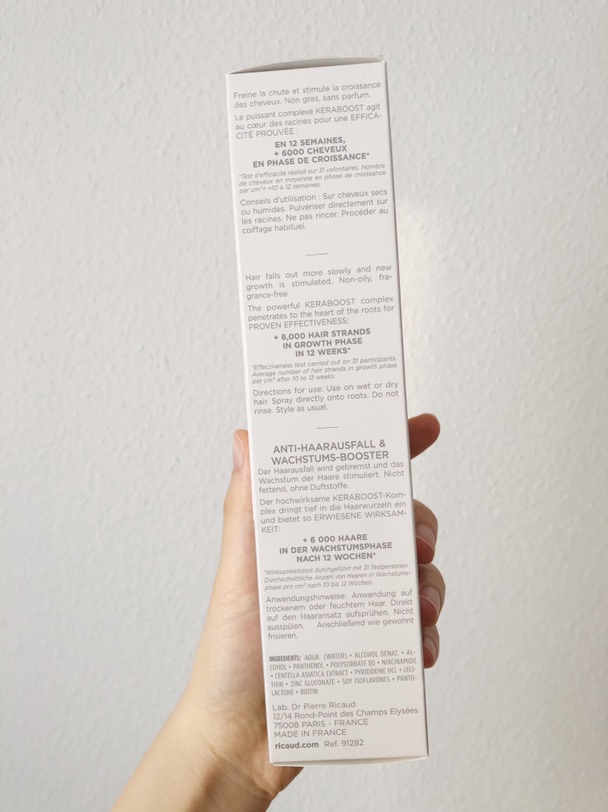 Freine la chute et stimule la croissance
des cheveux. Non gras, sans parfum.
Le puissant complexe KERABOOST agit
au cœur des racines pour une EFFICA-
CITÉ PROUVÉE :
EN 12 SEMAINES,
+ 6000 CHEVEUX
EN PHASE DE CROISSANCE*
*Test d'efficacité réalisé sur 31 volontaires. Nombre
de cheveux en moyenne en phase de croissance
par cm² x10 à 12 semaines.
Conseils d'utilisation : Sur cheveux secs
ou humides. Pulvériser directement sur
les racines. Ne pas rincer. Procéder au
coiffage habituel.
Hair falls out more slowly and new
growth is stimulated. Non-oily, fra-
grance-free.
The powerful KERABOOST complex
penetrates to the heart of the roots for
PROVEN EFFECTIVENESS:
+ 6,000 HAIR STRANDS
IN GROWTH PHASE
IN 12 WEEKS*
*Effectiveness test carried out on 31 participants.
Average number of hair strands in growth phase
per cm² after 10 to 12 weeks.
Directions for use: Use on wet or dry
hair. Spray directly onto roots. Do not
rinse. Style as usual.
ANTI-HAARAUSFALL &
WACHSTUMS-BOOSTER
Der Haarausfall wird gebremst und das
Wachstum der Haare stimuliert. Nicht
fettend, ohne Duftstoffe.
Der hochwirksame KERABOOST-Kom-
plex dringt tief in die Haarwurzeln ein
und bietet so ERWIESENE WIRKSAM-
KEIT:
+ 6 000 HAARE
IN DER WACHSTUMSPHASE
NACH 12 WOCHEN*
*Wirksamkeitstest durchgeführt mit 31 Testpersonen.
Durchschnittliche Anzahl von Haaren in Wachstums-
phase pro cm² nach 10 bis 12 Wochen.
Anwendungshinweise: Anwendung auf
trockenem oder feuchtem Haar. Direkt
auf den Haaransatz aufsprühen. Nicht
ausspülen. Anschließend wie gewohnt
frisieren.
INGREDIENTS: AQUA (WATER) • ALCOHOL DENAT. • AL-
COHOL • PANTHENOL • POLYSORBATE 80 • NIACINAMIDE
• CENTELLA ASIATICA EXTRACT • PYRIDOXINE HCL • LECI-
THIN • ZINC GLUCONATE • SOY ISOFLAVONES • PANTO-
LACTONE • BIOTIN
Lab. Dr Pierre Ricaud
12/14 Rond-Point des Champs Elysées
75008 PARIS - FRANCE
MADE IN FRANCE
ricaud.com Ref. 91282